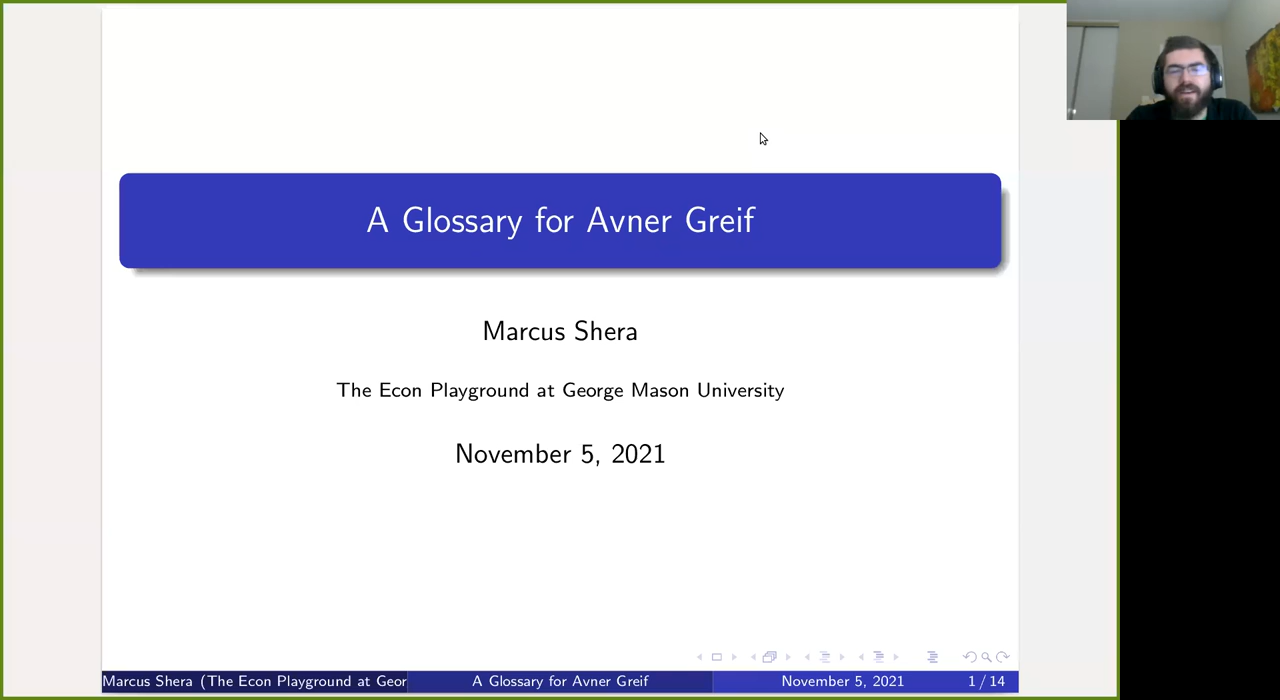 A Glossary for Avner Greif
Marcus Shera
The Econ Playground at George Mason University
November 5, 2021
Marcus Shera (The Econ Playground at Geor
A Glossary for Avner Greif
November 5, 2021
1 / 14